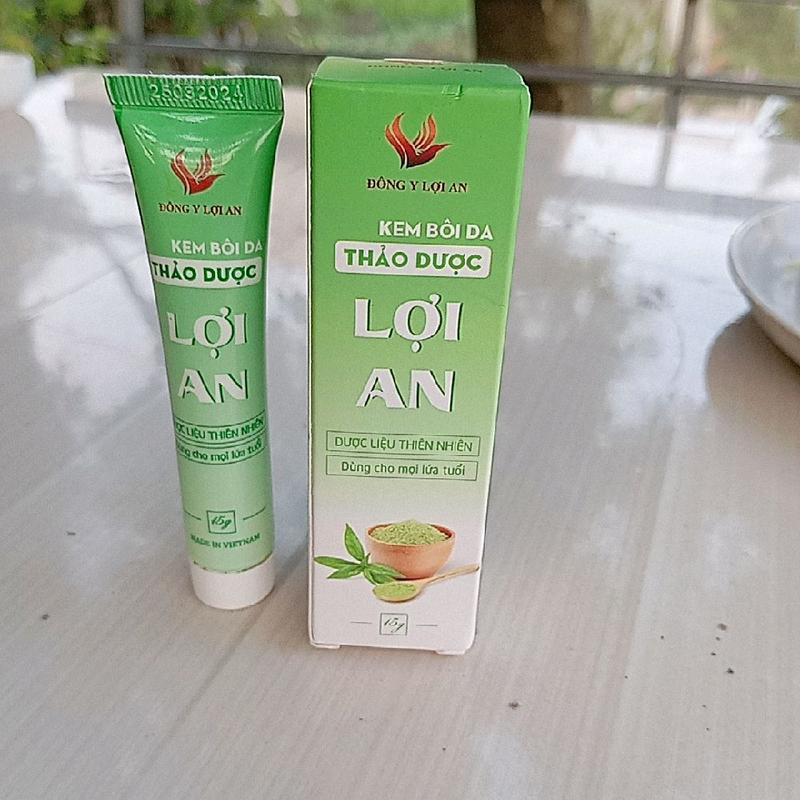 25032024
ĐÔNG Y LỢI AN
KEM BÔI DA
THẢO DƯỢC
LỢI
AN
DƯỢC LIỆU THIÊN NHIÊN
Dùng cho mọi lứa tuổi
15g
MADE IN VIETNAM
ĐÔNG Y LỢI AN
KEM BÔI DA
THẢO DƯỢC
LỢI
AN
DƯỢC LIỆU THIÊN NHIÊN
Dùng cho mọi lứa tuổi
15g